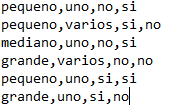 pequeno,uno,no,si
pequeno,varios,si,no
mediano,uno,no,si
grande,varios,no,no
pequeno,uno,si,si
grande,uno,si,no